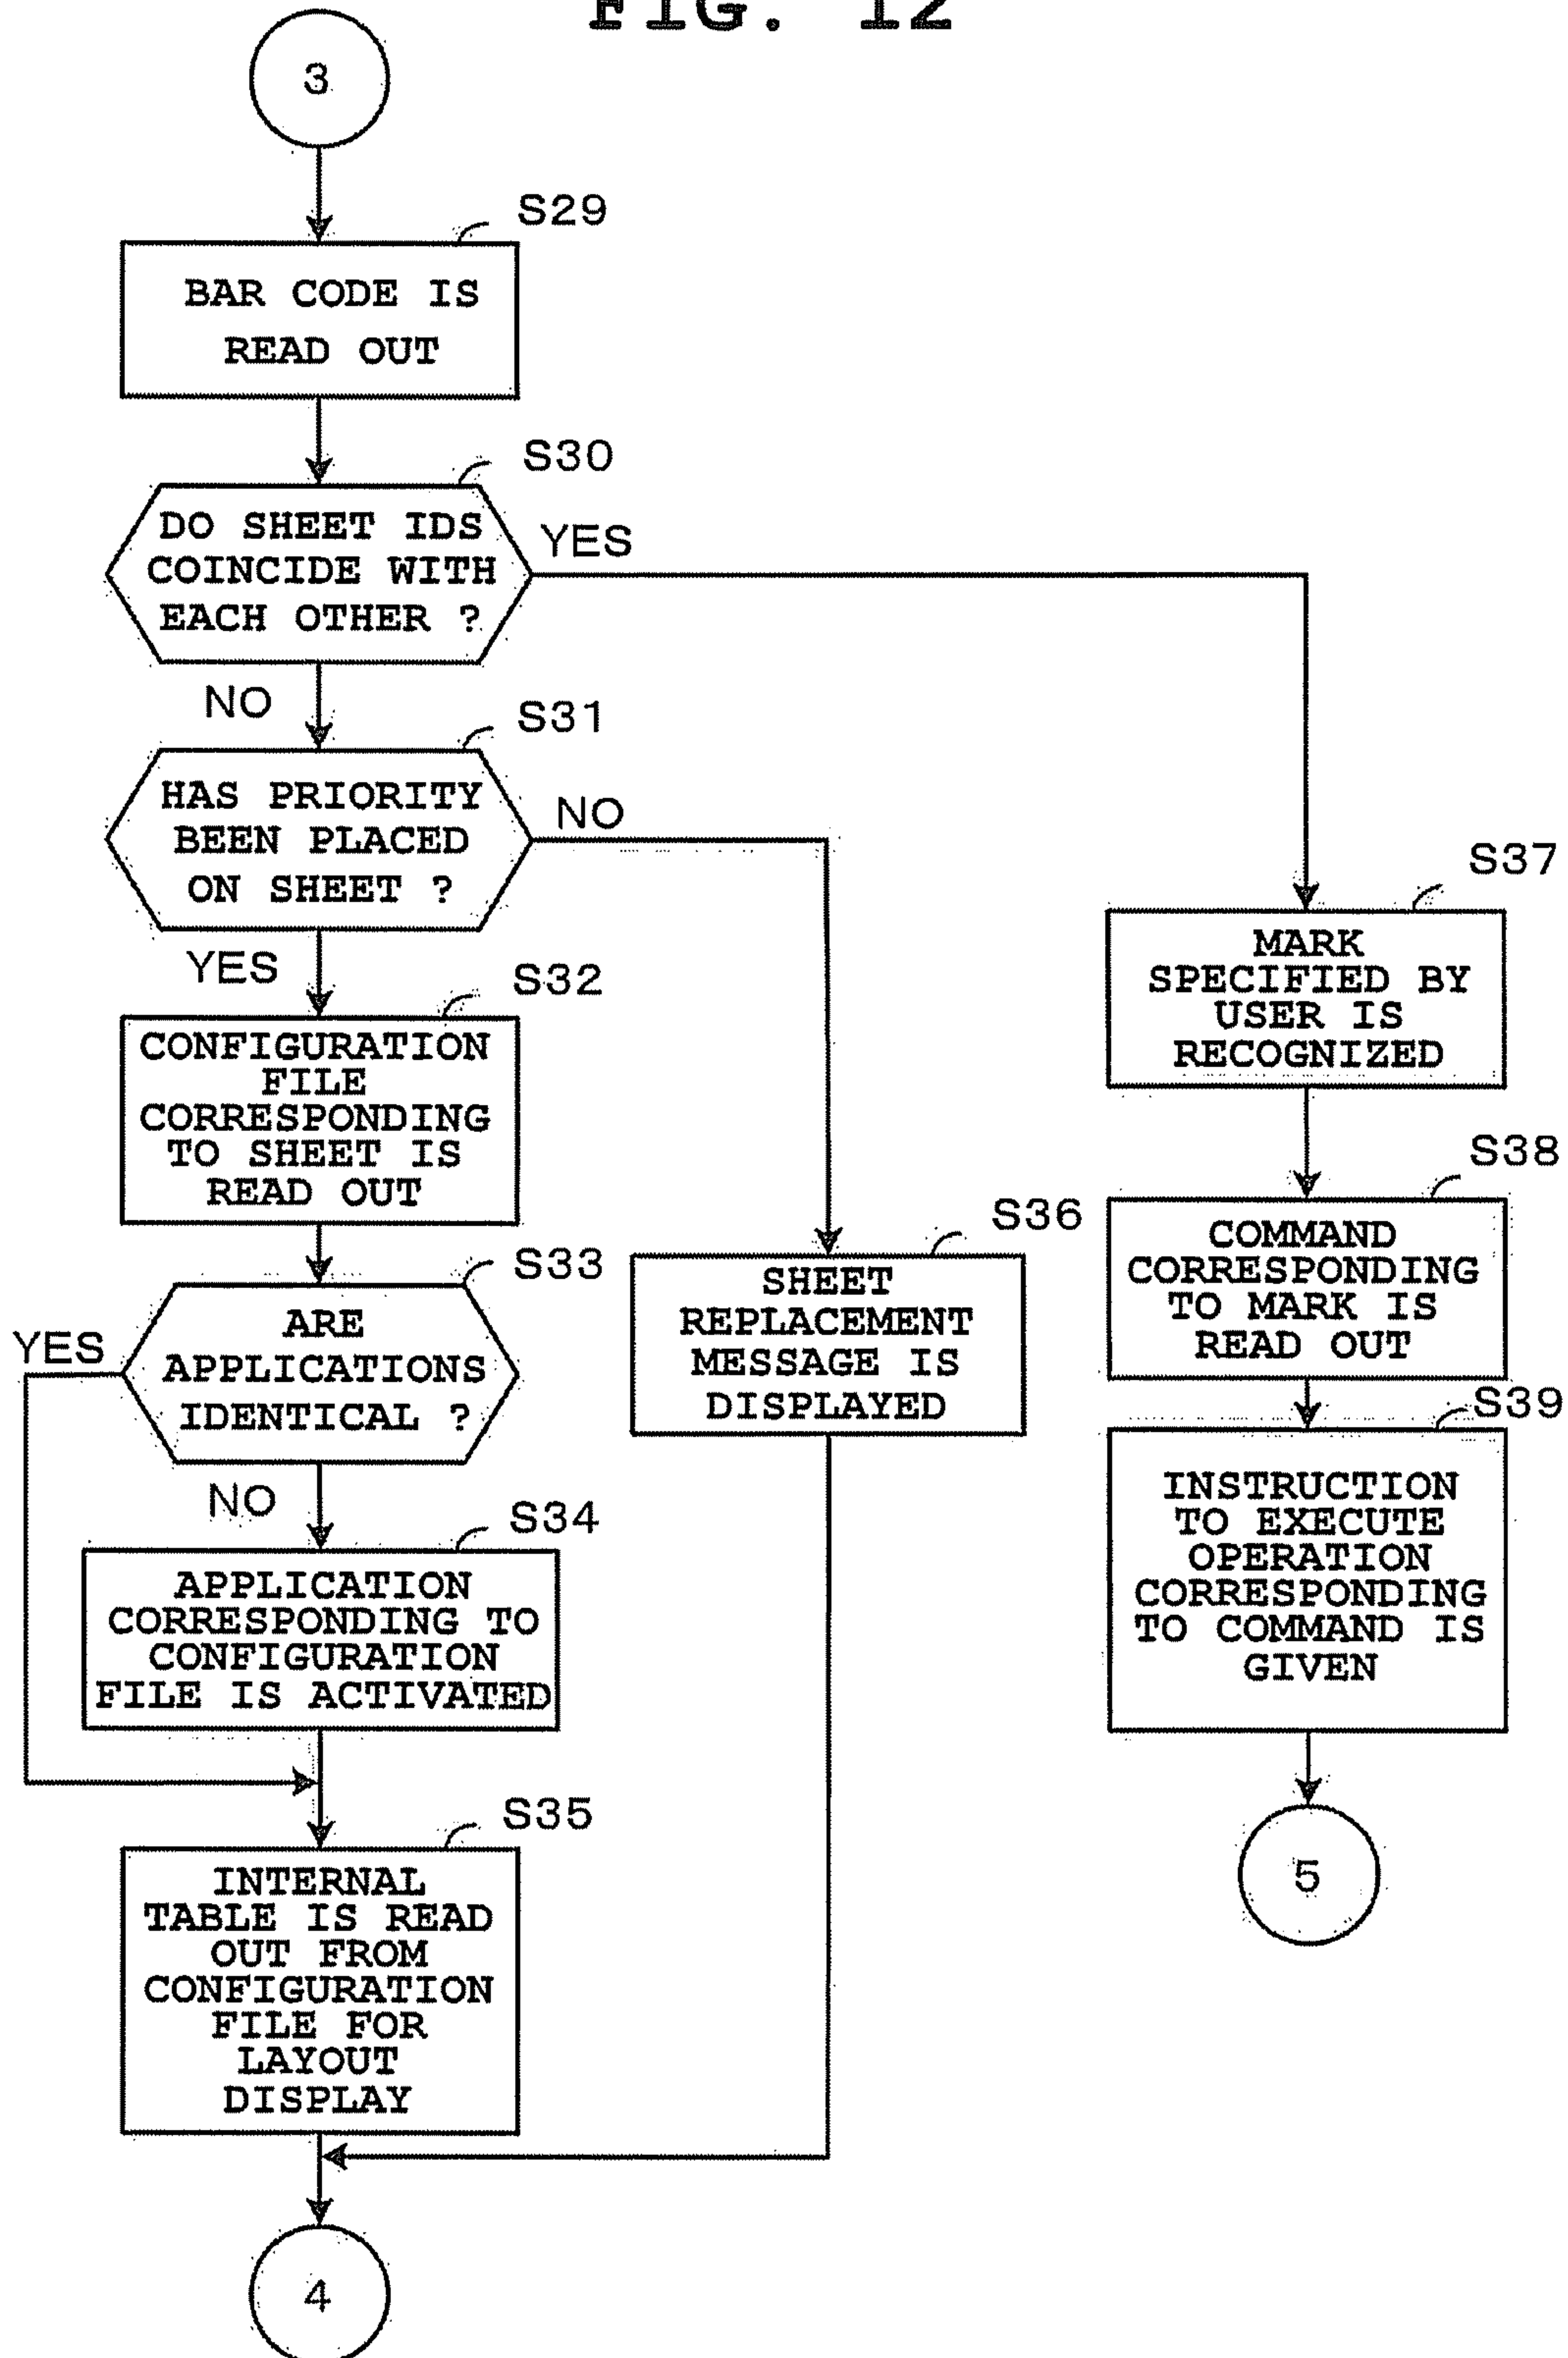 FIG. 12
3
S29
BAR CODE IS
READ OUT
S30
DO SHEET IDS
COINCIDE WITH
EACH OTHER ?
YES
NO
S31
HAS PRIORITY
BEEN PLACED
ON SHEET ?
NO
YES
S32
CONFIGURATION
FILE
CORRESPONDING
TO SHEET IS
READ OUT
S33
ARE
APPLICATIONS
IDENTICAL ?
YES
NO
S34
APPLICATION
CORRESPONDING TO
CONFIGURATION
FILE IS ACTIVATED
S35
INTERNAL
TABLE IS READ
OUT FROM
CONFIGURATION
FILE FOR
LAYOUT
DISPLAY
4
S36
SHEET
REPLACEMENT
MESSAGE IS
DISPLAYED
S37
MARK
SPECIFIED BY
USER IS
RECOGNIZED
S38
COMMAND
CORRESPONDING
TO MARK IS
READ OUT
S39
INSTRUCTION
TO EXECUTE
OPERATION
CORRESPONDING
TO COMMAND IS
GIVEN
5